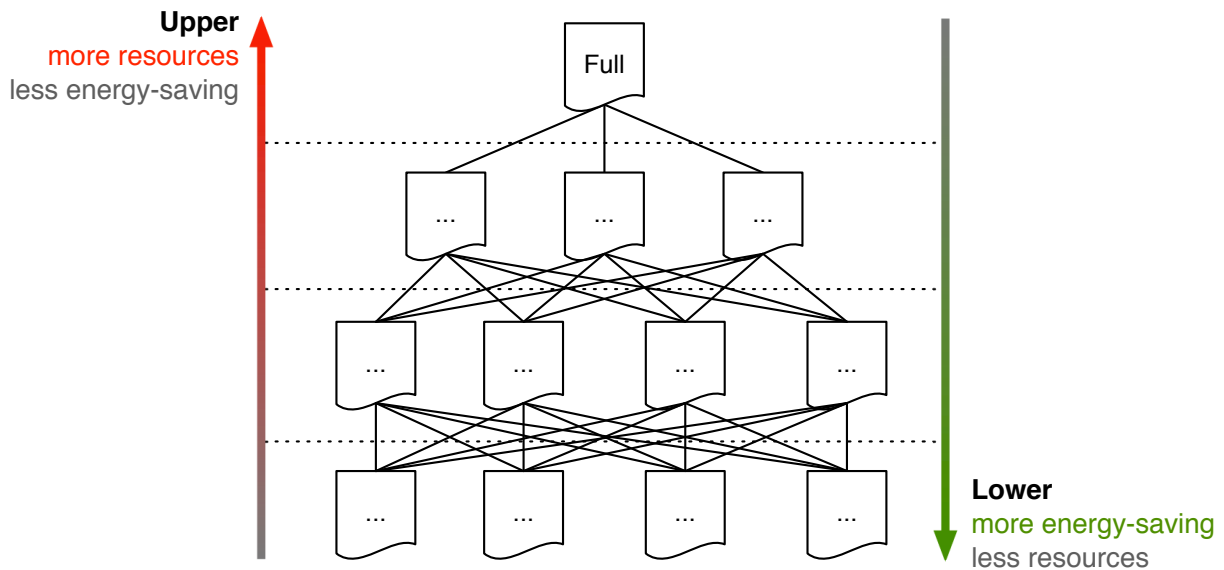 Upper
more resources
less energy-saving
Full
... ... ...
... ... ... ...
... ... ... ...
Lower
more energy-saving
less resources